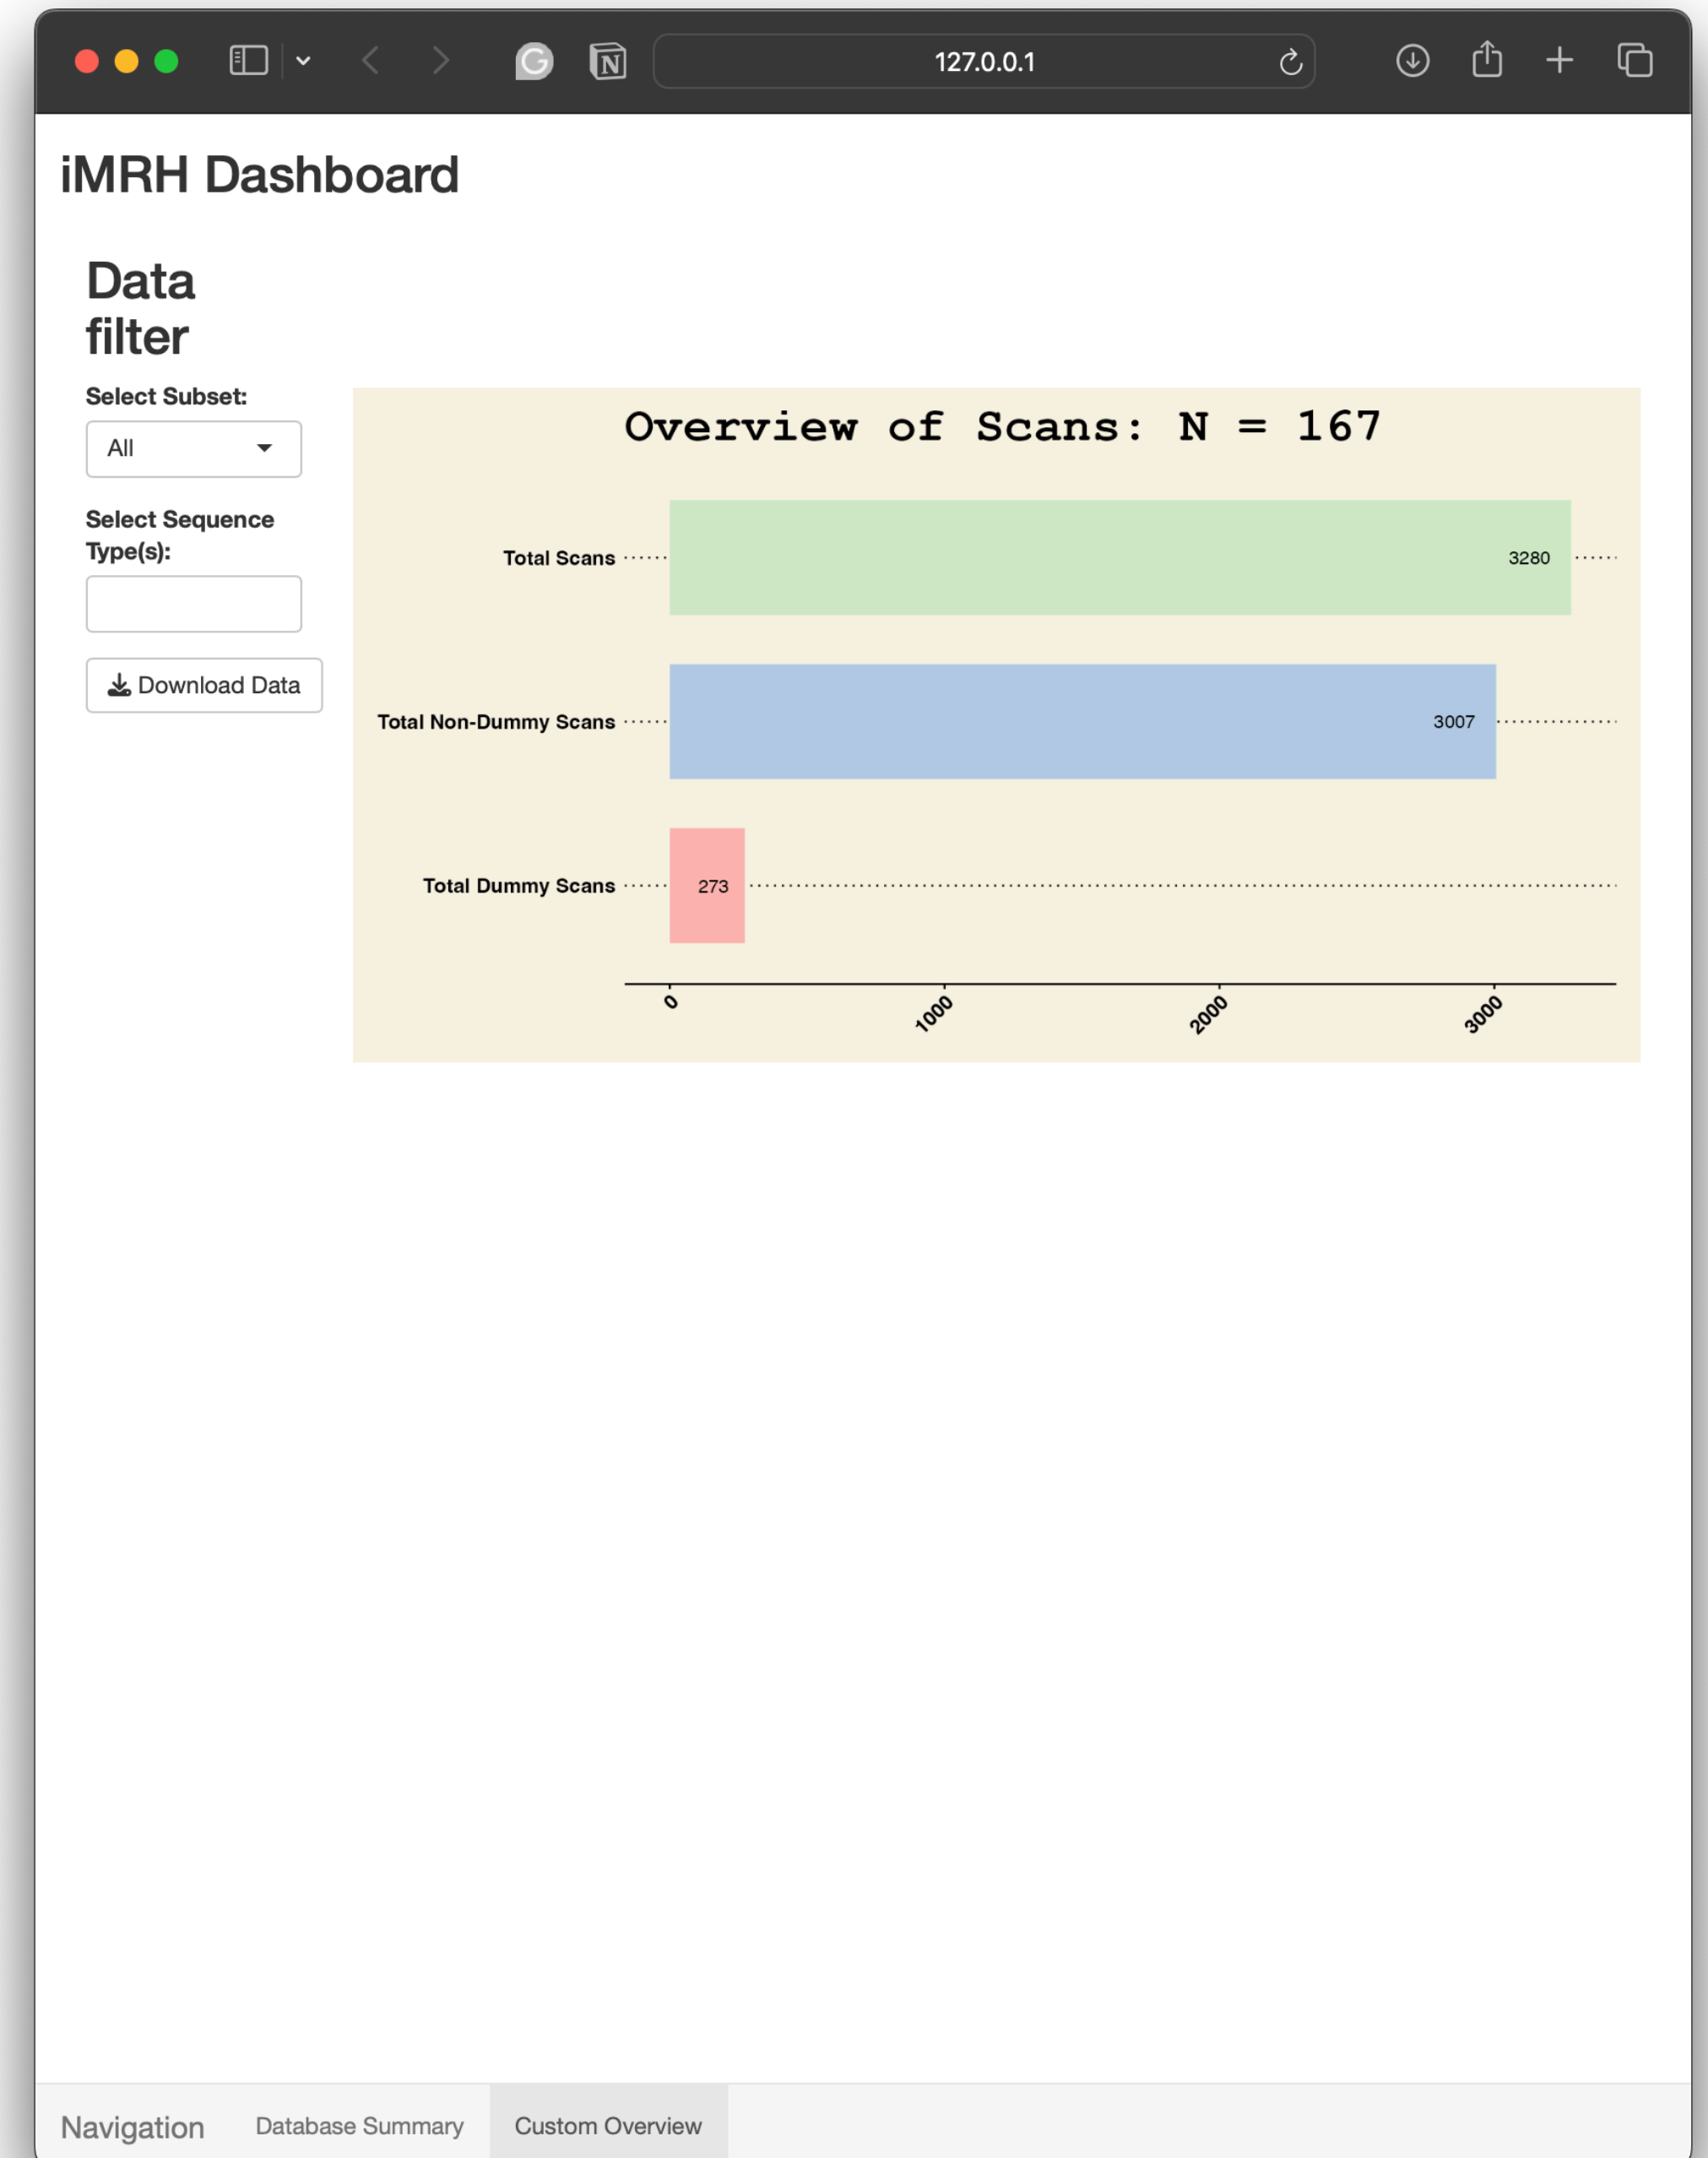 127.0.0.1
iMRH Dashboard
Data
filter
Select Subset:
All
Select Sequence
Type(s):
Download Data
Overview of Scans: N = 167
Total Scans
3280
Total Non-Dummy Scans
3007
Total Dummy Scans
273
0
1000
2000
3000
Navigation
Database Summary
Custom Overview